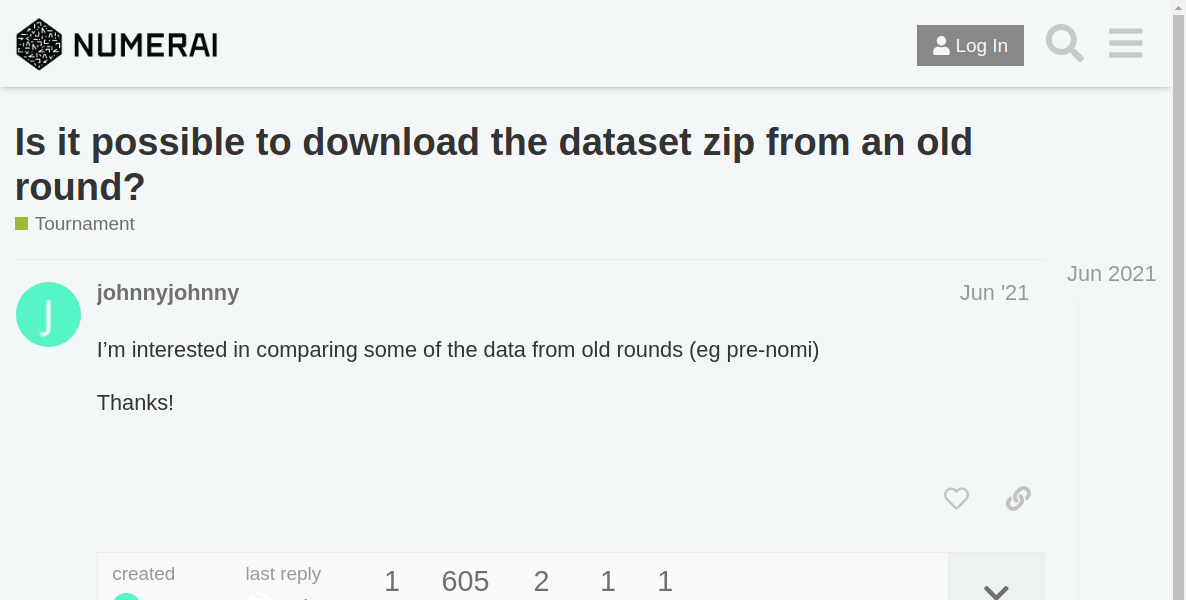 NUMERAI
Log In
Is it possible to download the dataset zip from an old
round?
Tournament
Jun 2021
johnnyjohnny
Jun '21
J
I’m interested in comparing some of the data from old rounds (eg pre-nomi)
Thanks!
created
last reply
1
605
2
1
1